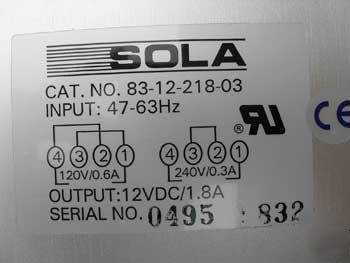 SOLA
CAT. NO. 83-12-218-03
INPUT: 47-63Hz
4 3 2 1 4 3 2 1
120V/0.6A 240V/0.3A
OUTPUT:12VDC/1.8A
SERIAL NO. 0495 832